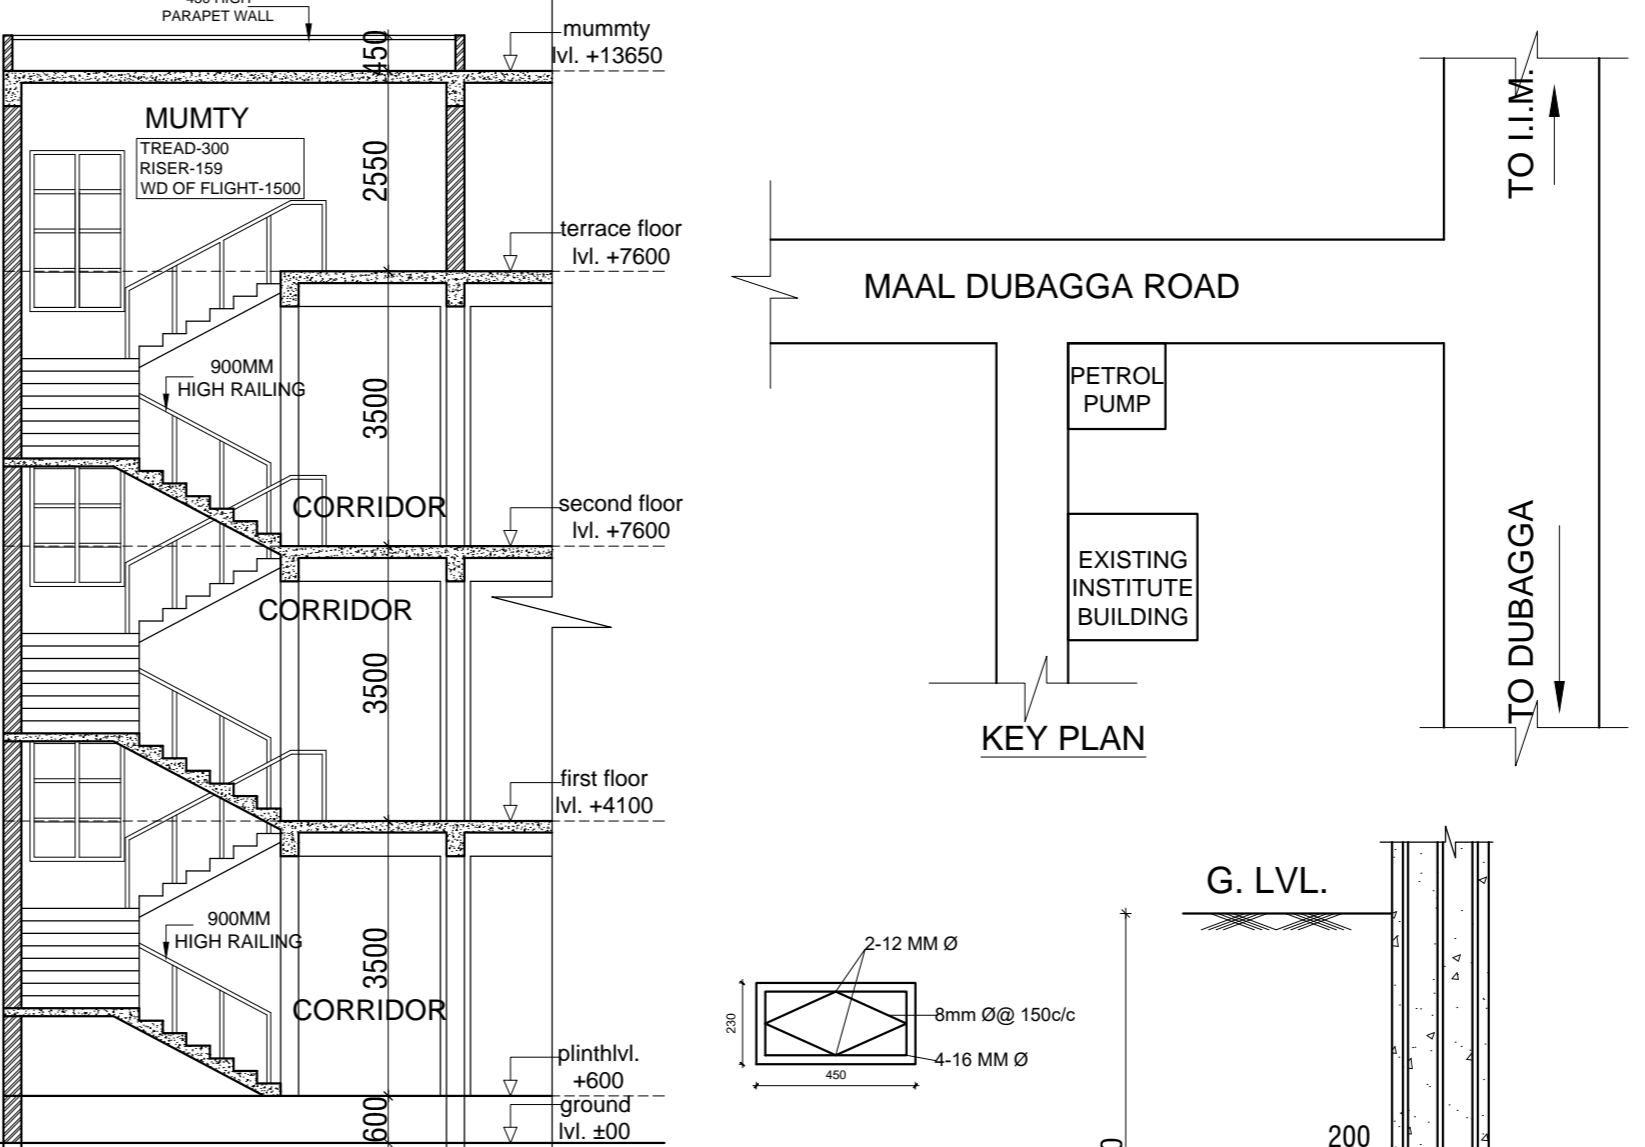 PARAPET WALL
450
mummty
lvl. +13650
MUMTY
TREAD-300
RISER-159
WD OF FLIGHT-1500
2550
terrace floor
lvl. +7600
900MM
HIGH RAILING
3500
CORRIDOR
second floor
lvl. +7600
CORRIDOR
3500
first floor
lvl. +4100
900MM
HIGH RAILING
3500
CORRIDOR
plinthlvl.
+600
ground
lvl. ±00
600
MAAL DUBAGGA ROAD
TO I.I.M.
PETROL
PUMP
EXISTING
INSTITUTE
BUILDING
TO DUBAGGA
KEY PLAN
G. LVL.
2-12 MM Ø
8mm Ø@ 150c/c
4-16 MM Ø
230
450
200